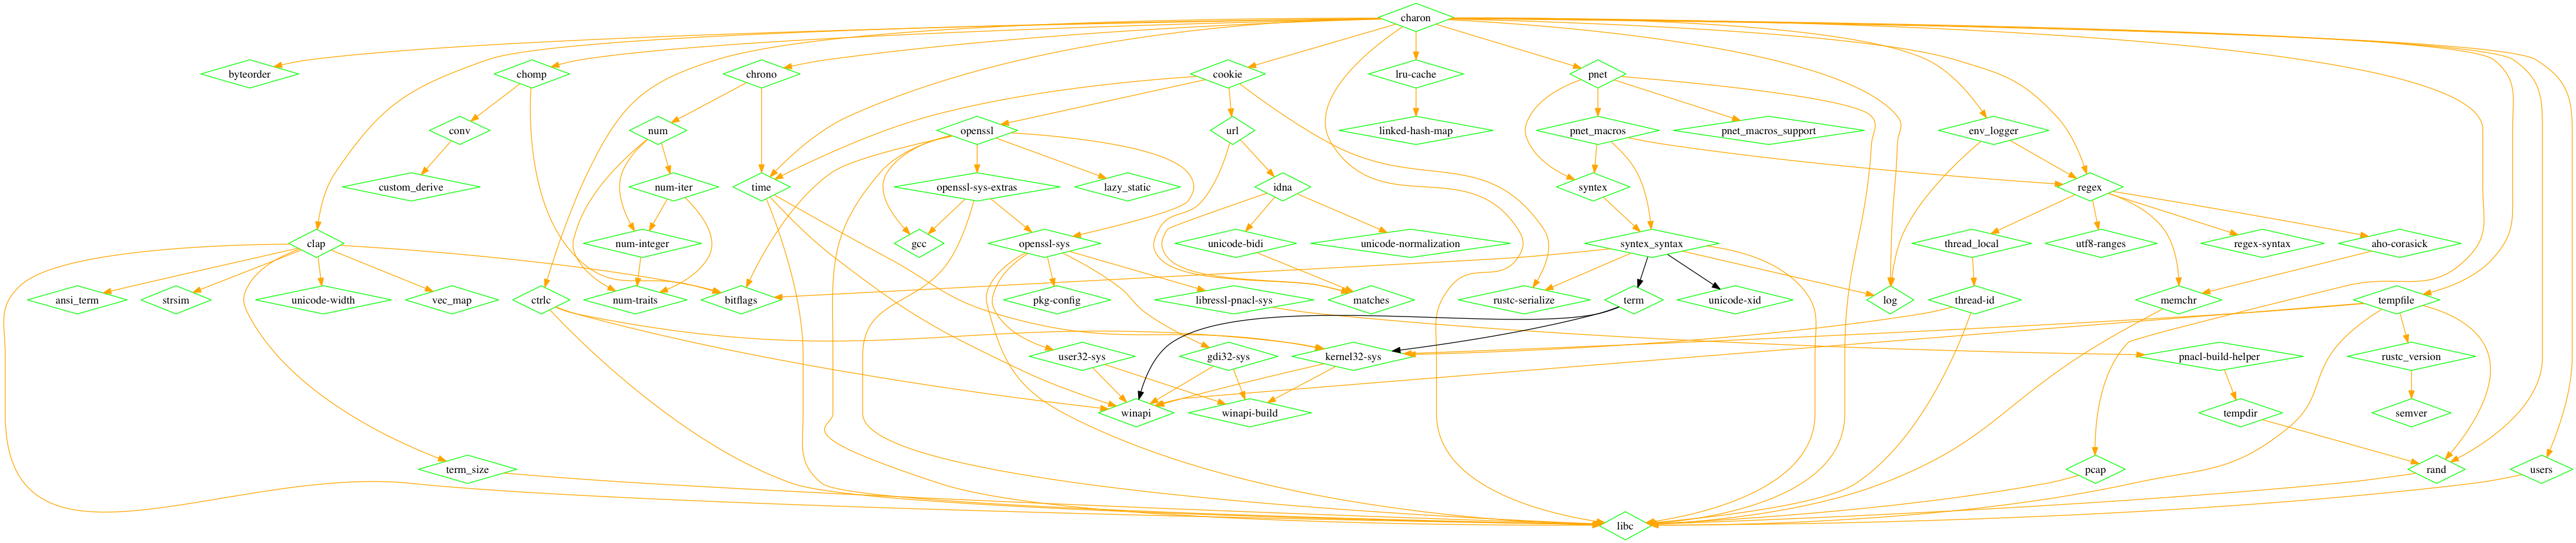 charon
byteorder
chomp
chrono
cookie
lru-cache
pnet
conv
num
openssl
url
linked-hash-map
pnet_macros
pnet_macros_support
env_logger
custom_derive
num-iter
time
openssl-sys-extras
lazy_static
idna
syntex
regex
clap
num-integer
gcc
openssl-sys
unicode-bidi
unicode-normalization
syntex_syntax
thread_local
utf8-ranges
regex-syntax
aho-corasick
ansi_term
strsim
unicode-width
vec_map
ctrlc
num-traits
bitflags
pkg-config
libressl-pnacl-sys
matches
rustc-serialize
term
unicode-xid
log
thread-id
memchr
tempfile
user32-sys
gdi32-sys
kernel32-sys
pnacl-build-helper
rustc_version
winapi
winapi-build
tempdir
semver
term_size
pcap
rand
users
libc